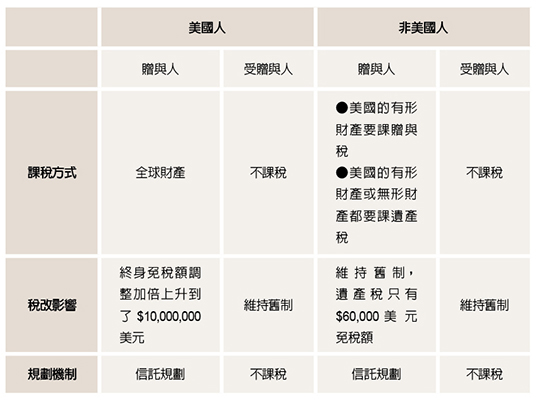 美國人 非美國人
贈與人 受贈與人 贈與人 受贈與人
課稅方式 全球財產 不課稅
●美國的有形
財產要課贈與
稅
●美國的有形
財產或無形財
產都要課遺產
稅
不課稅
稅改影響
終身免稅額調
整加倍上升到
了 $10,000,000
美元
維持舊制
維持舊制，
遺產稅只有
$60,000 美 元
免稅額
維持舊制
規劃機制 信託規劃 不課稅 信託規劃 不課稅